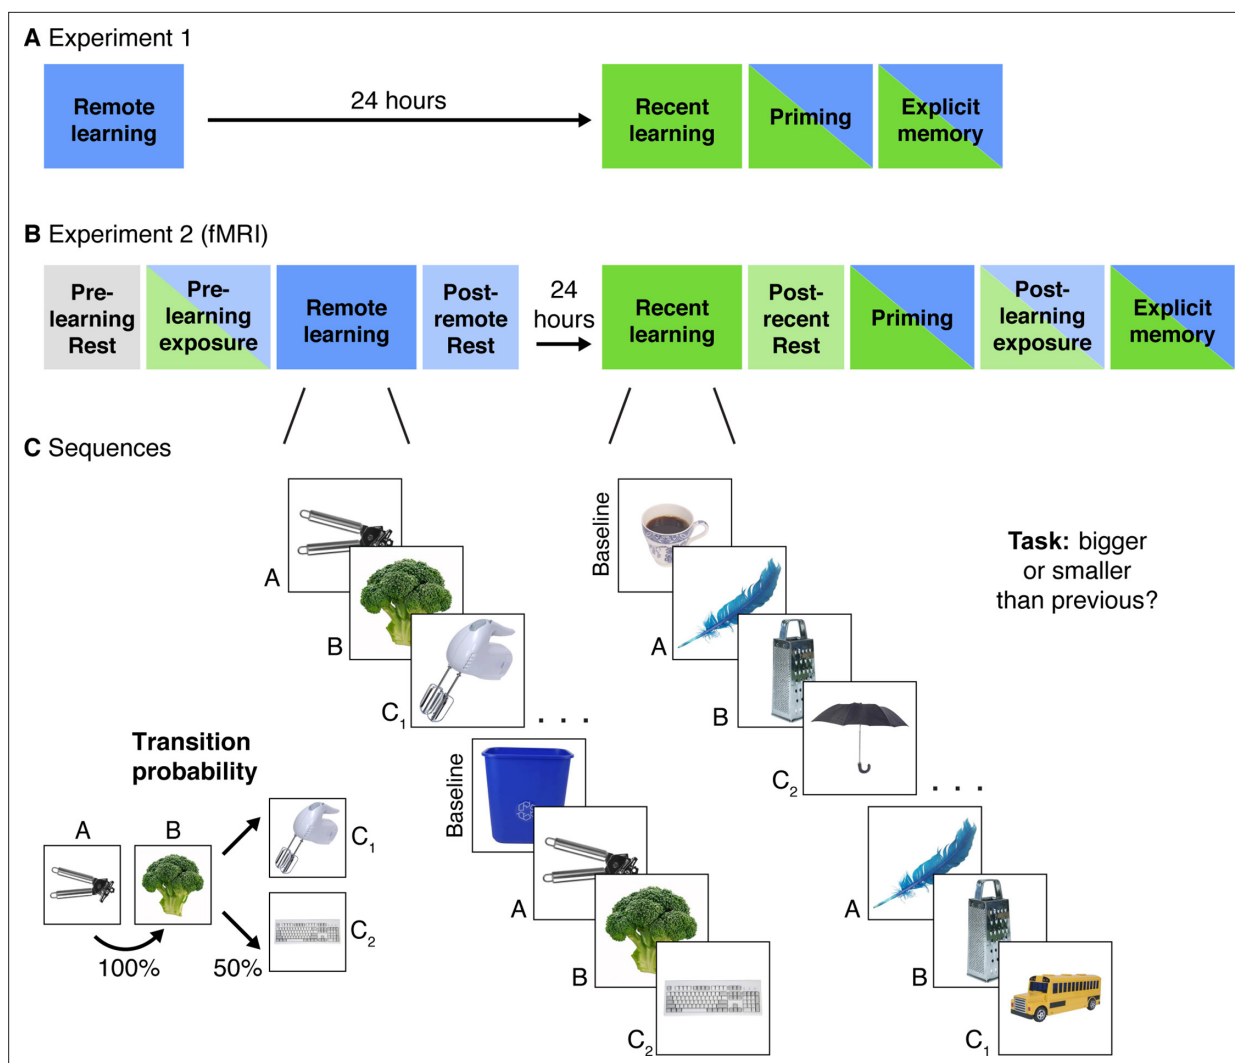 A Experiment 1
Remote
learning
24 hours
Recent
learning
Priming
Explicit
memory
B Experiment 2 (fMRI)
Pre-
learning
Rest
Pre-
learning
exposure
Remote
learning
Post-
remote
Rest
24
hours
Recent
learning
Post-
recent
Rest
Priming
Post-
learning
exposure
Explicit
memory
C Sequences
A
B
C₁
. . .
Baseline
A
B
C₂
Baseline
A
B
C₂
. . .
A
B
C₁
Task: bigger
or smaller
than previous?
Transition
probability
A
B
C₁
C₂
100%
50%